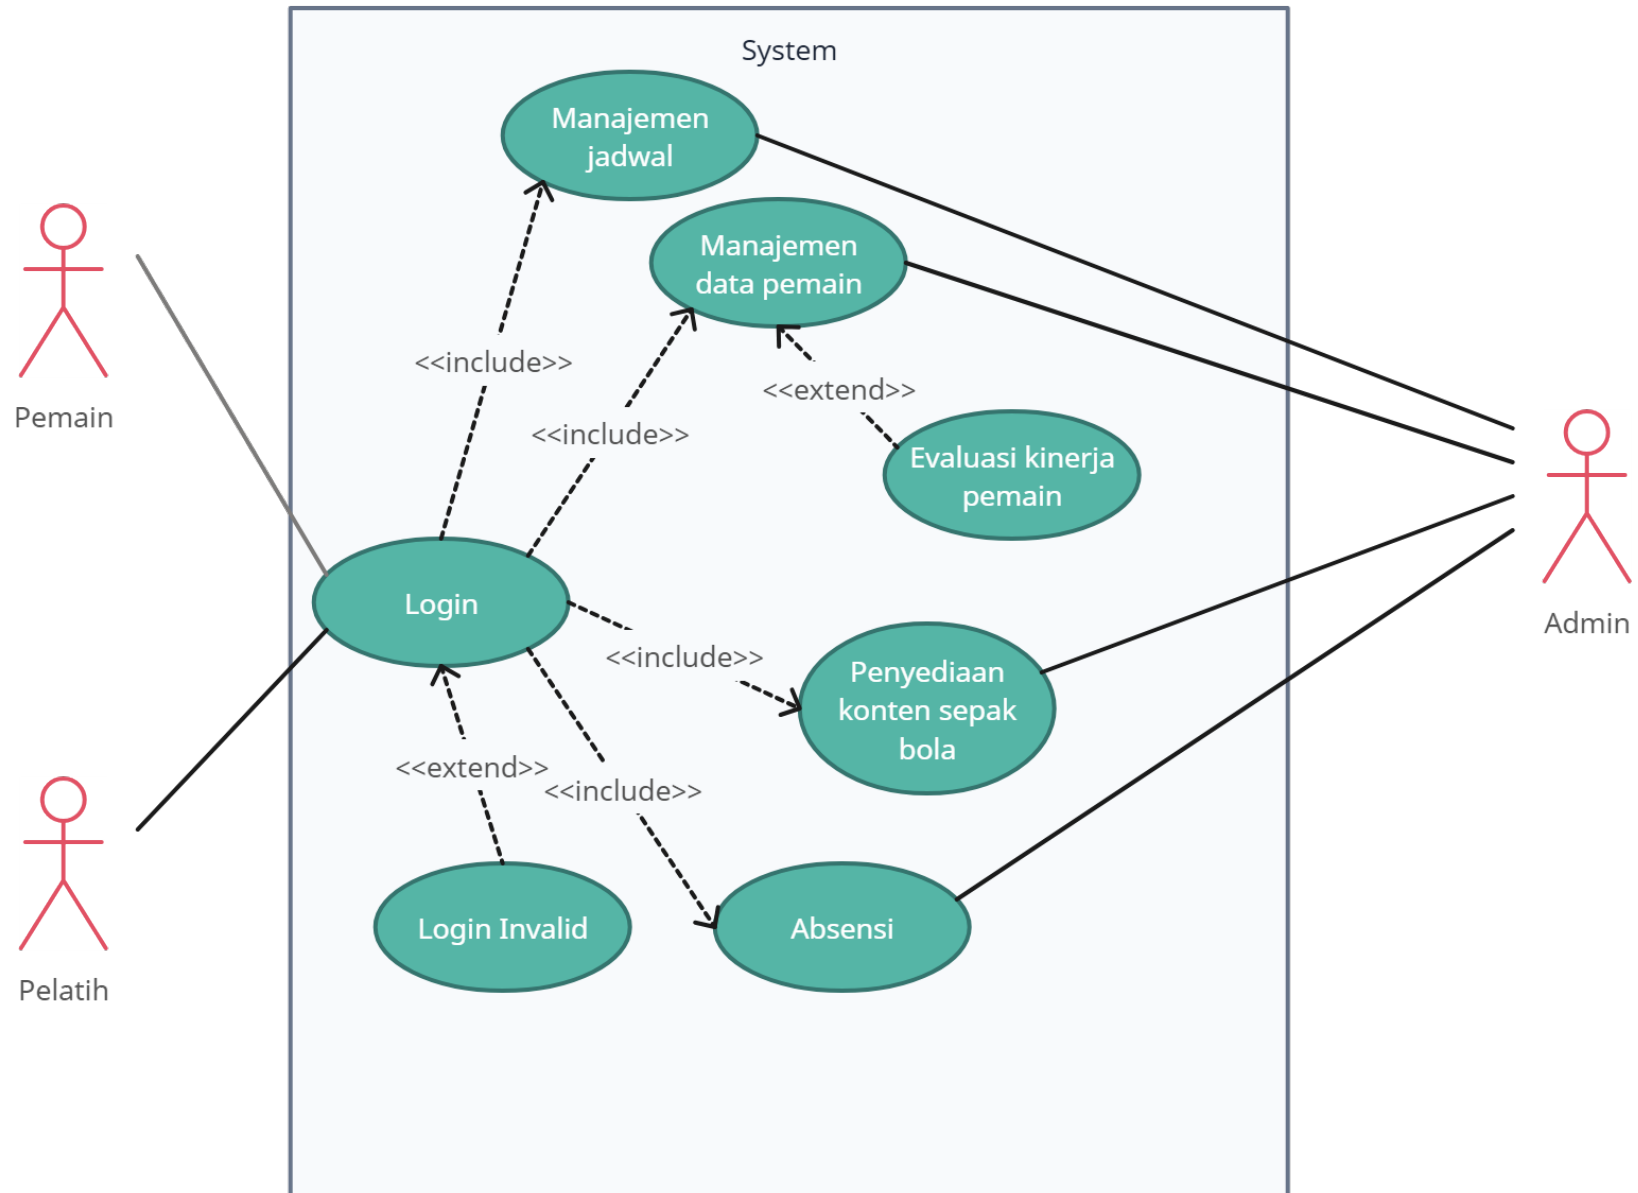 System
Manajemen
jadwal
Manajemen
data pemain
<<include>>
<<extend>>
Pemain
<<include>>
Evaluasi kinerja
pemain
Login
Admin
<<include>>
Penyediaan
konten sepak
bola
<<extend>>
<<include>>
Login Invalid
Absensi
Pelatih